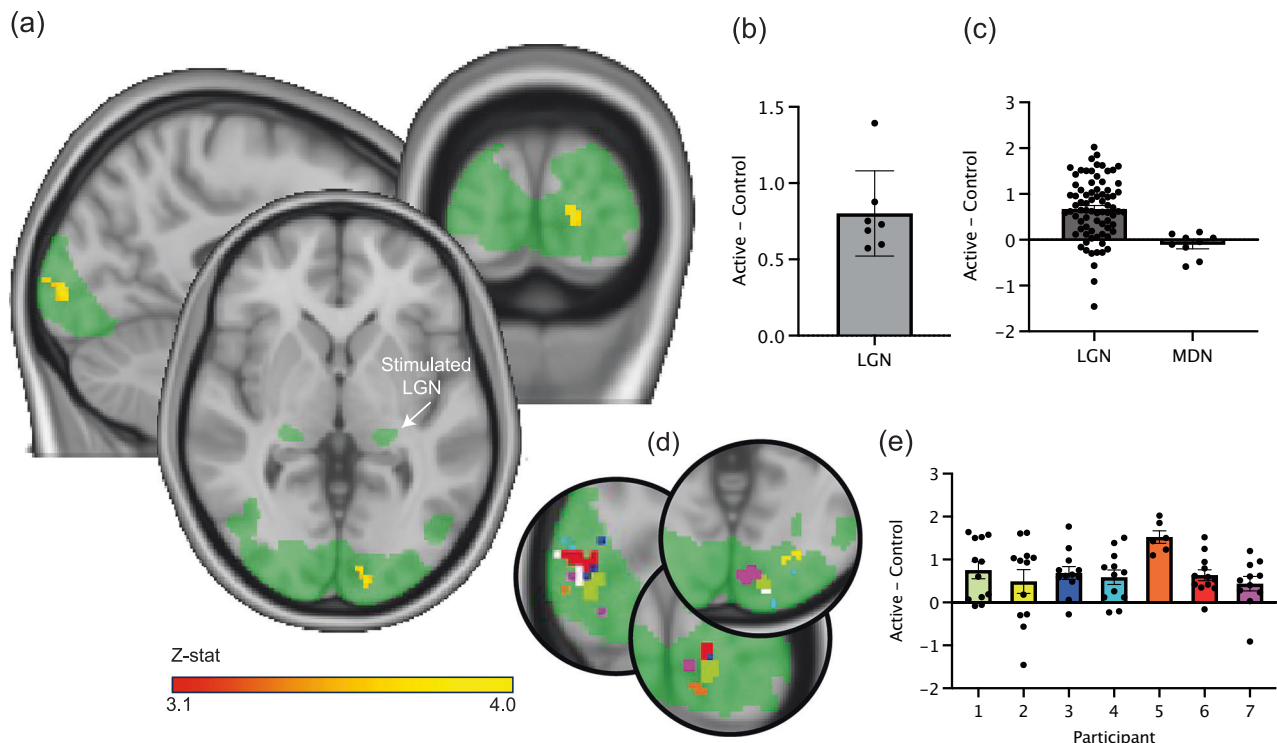 (a)
Stimulated
LGN
Z-stat
3.1
4.0
(b)
Active – Control
1.5
1.0
0.5
0.0
LGN
(c)
Active – Control
3
2
1
0
−1
−2
LGN
MDN
(d)
(e)
Active – Control
3
2
1
0
−1
−2
1 2 3 4 5 6 7
Participant